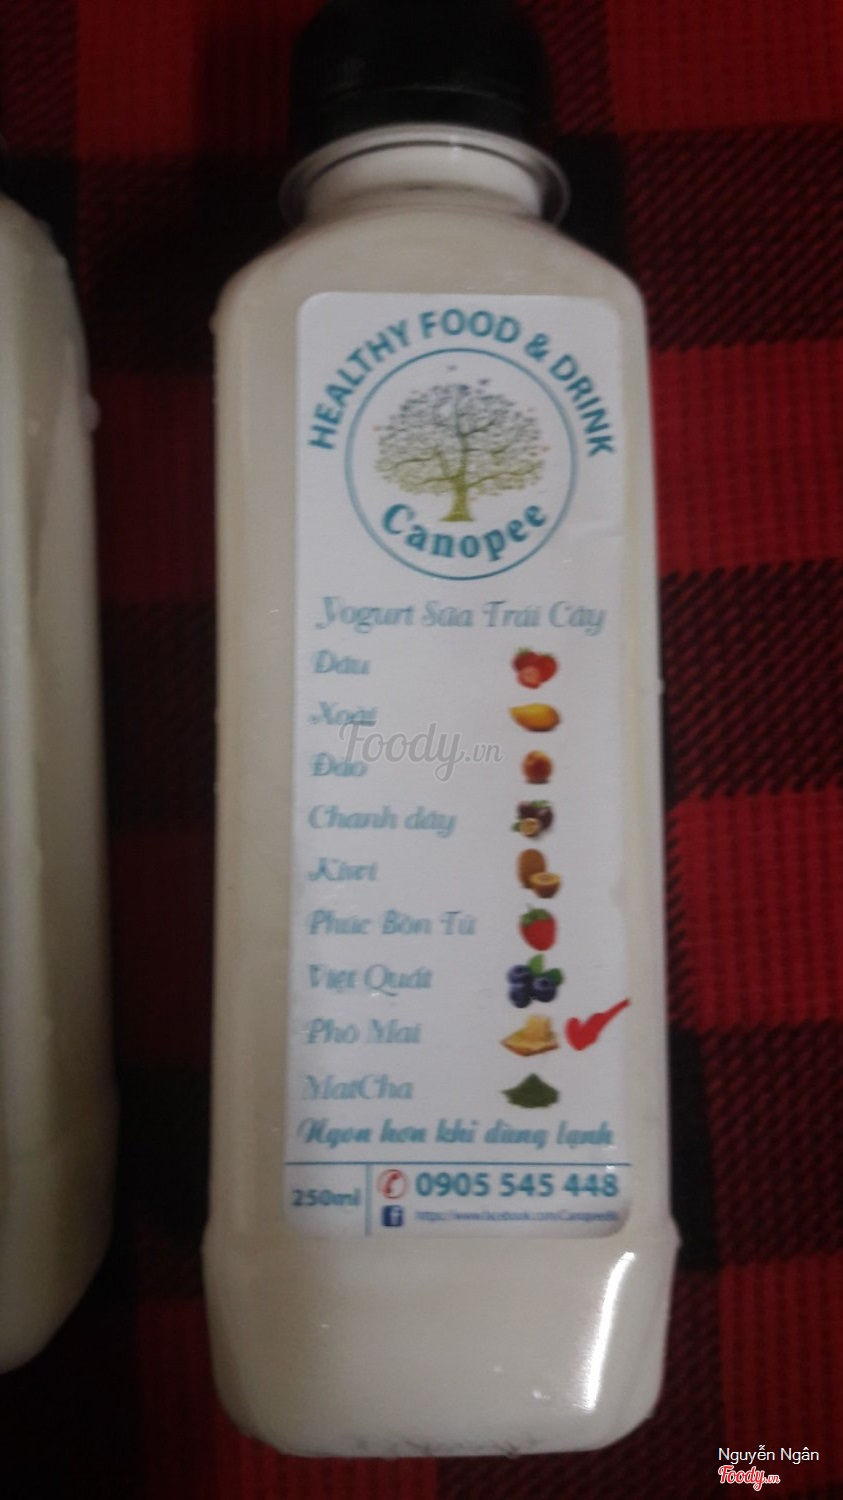 HEALTHY FOOD & DRINK
Canopee
Yogurt Sữa Trái Cây
Dâu
Xoài
Foody.vn
Đào
Chanh dây
Kiwi
Phúc Bồn Tử
Việt Quất
Phô Mai
MatCha
Ngon hơn khi dùng lạnh
250ml
0905 545 448
Nguyễn Ngân
Foody.vn